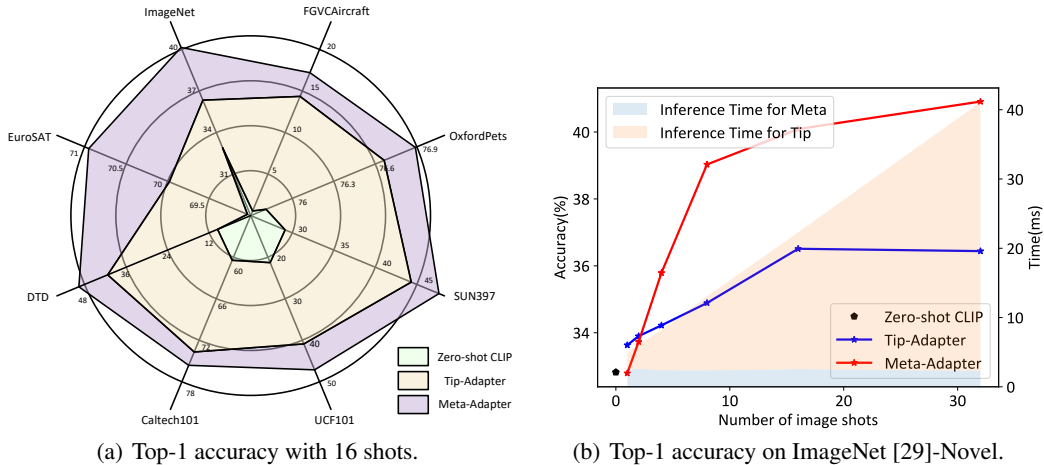 ImageNet
FGVCAircraft
40
20
37
15
34
10
31
5
EuroSAT
71
70.5
70
69.5
OxfordPets
76.9
76.6
76.3
76
DTD
48
36
24
12
SUN397
45
40
35
30
Caltech101
78
72
66
60
UCF101
50
40
30
20
Zero-shot CLIP
Tip-Adapter
Meta-Adapter
(a) Top-1 accuracy with 16 shots.
Inference Time for Meta
Inference Time for Tip
Accuracy(%)
40
38
36
34
Time(ms)
40
30
20
10
0
Zero-shot CLIP
Tip-Adapter
Meta-Adapter
0
10
20
30
Number of image shots
(b) Top-1 accuracy on ImageNet [29]-Novel.